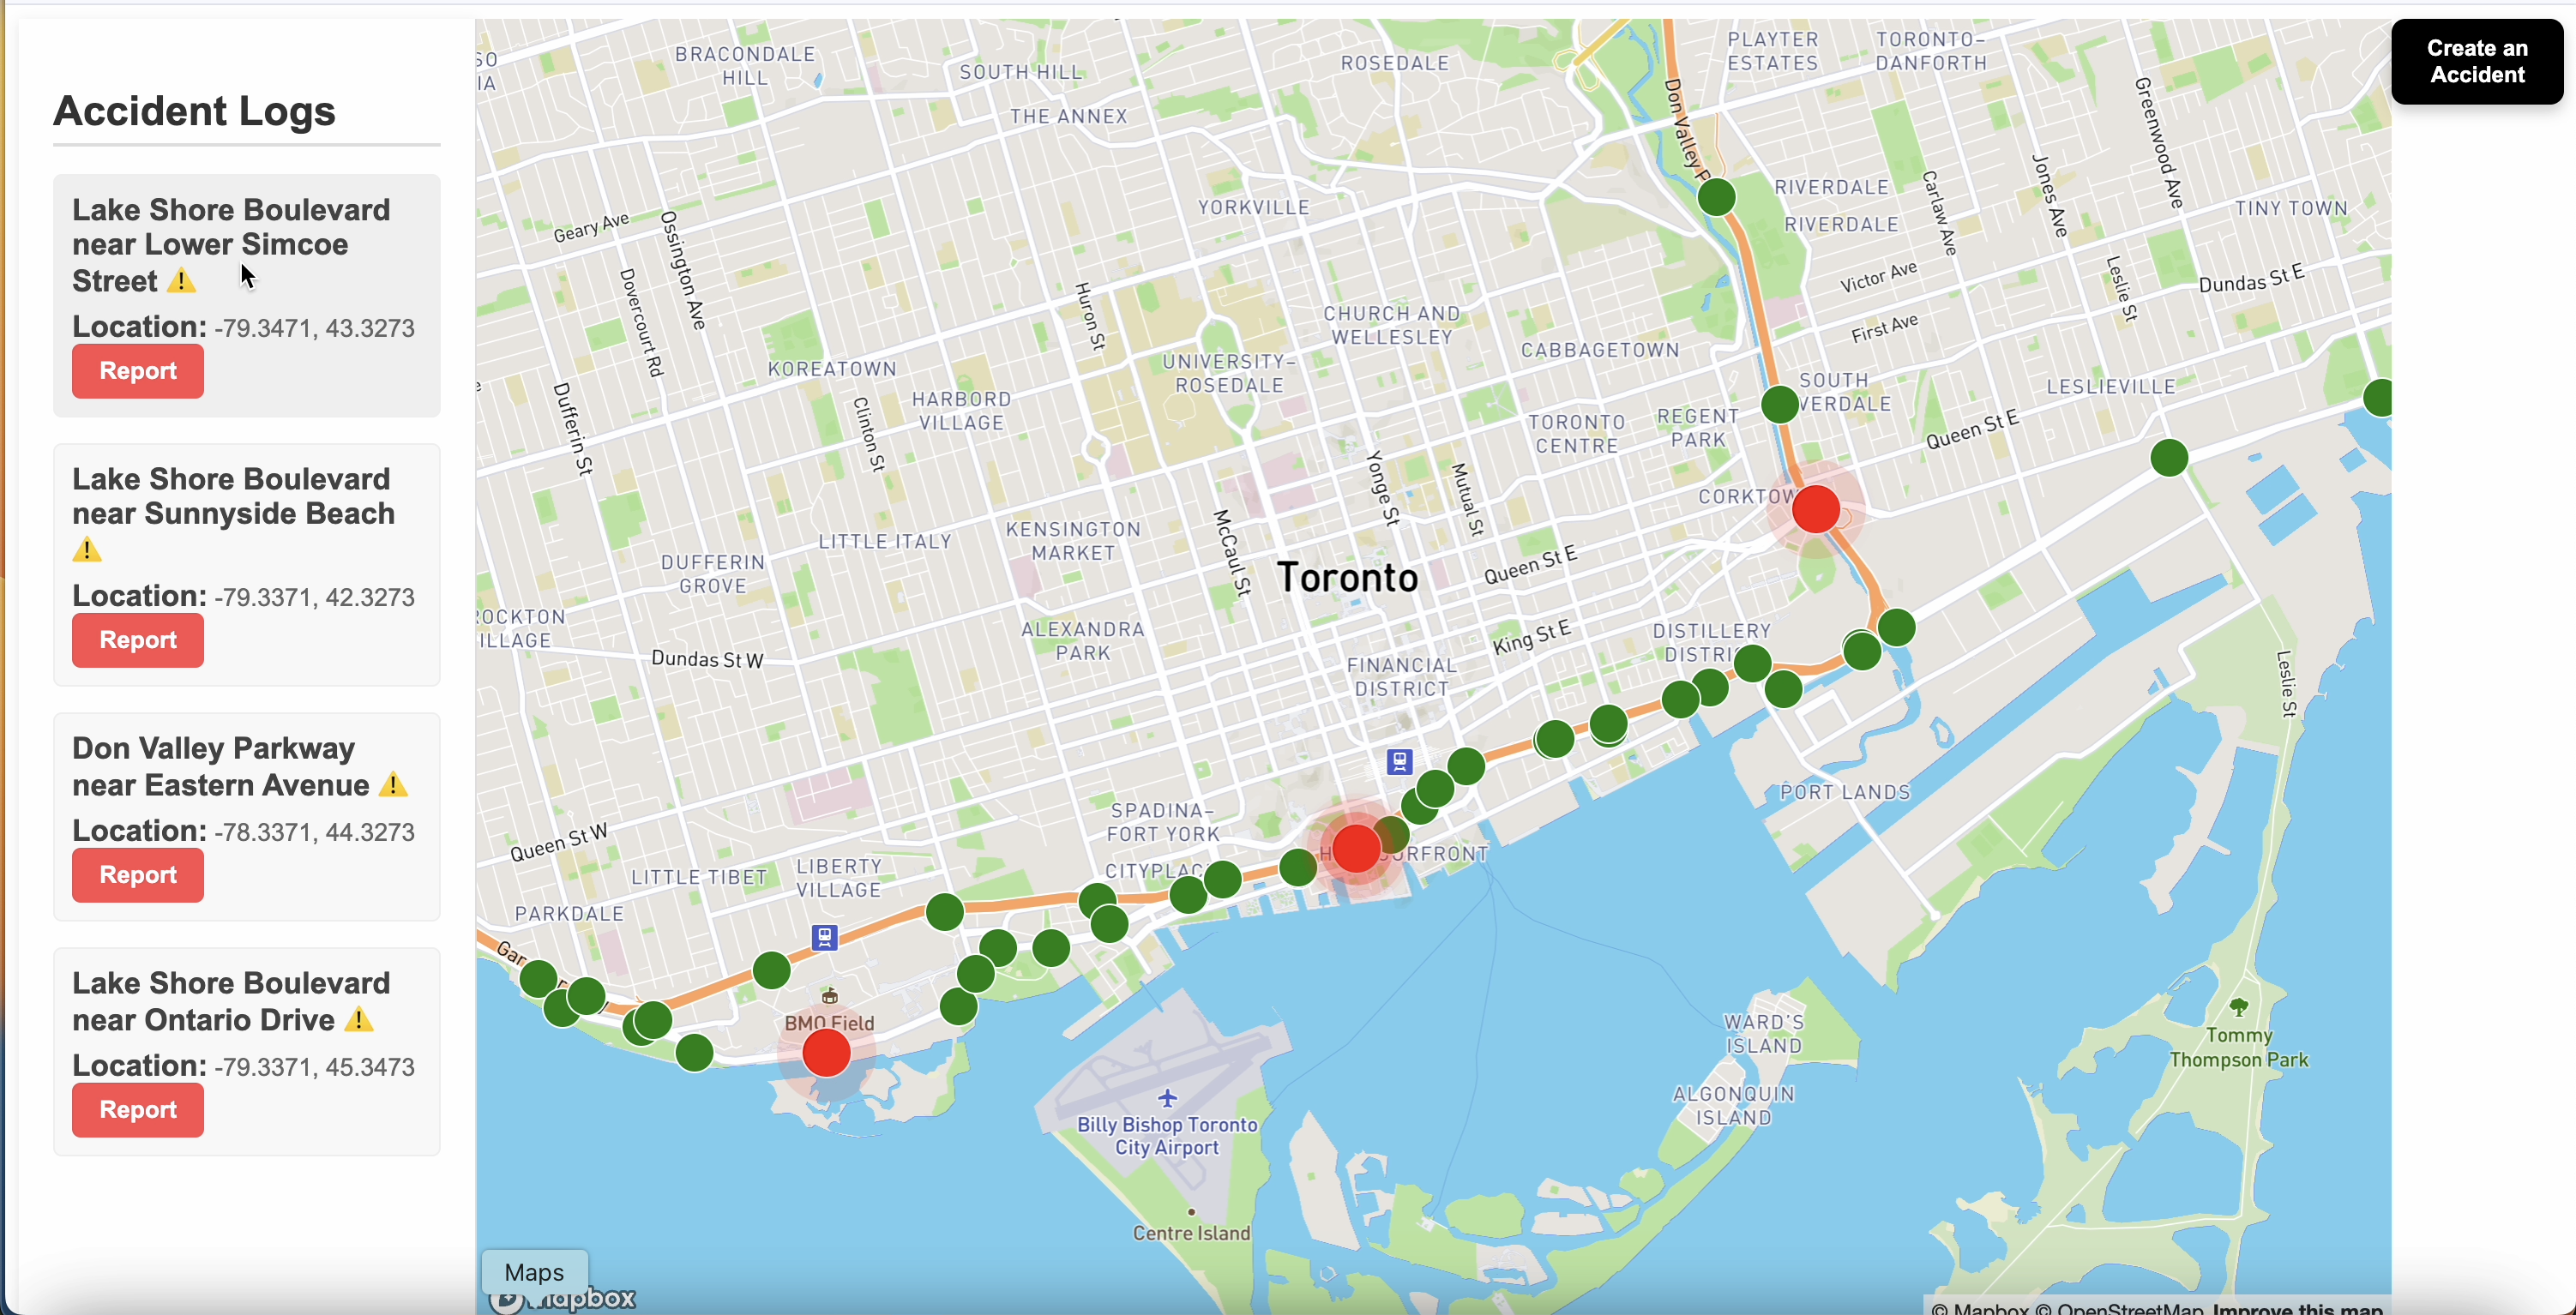 Create an
Accident
Accident Logs
Lake Shore Boulevard
near Lower Simcoe
Street ⚠️
Location: -79.3471, 43.3273
Report
Lake Shore Boulevard
near Sunnyside Beach
⚠️
Location: -79.3371, 42.3273
Report
Don Valley Parkway
near Eastern Avenue ⚠️
Location: -78.3371, 44.3273
Report
Lake Shore Boulevard
near Ontario Drive ⚠️
Location: -79.3371, 45.3473
Report
BRACONDALE
HILL
SOUTH HILL
THE ANNEX
ROSEDALE
PLAYTER
ESTATES
TORONTO-
DANFORTH
Don Valley P
Greenwood Ave
Jones Ave
Carlaw Ave
RIVERDALE
RIVERDALE
TINY TOWN
YORKVILLE
Geary Ave
Ossington Ave
Dovercourt Rd
Dufferin St
Huron St
Victor Ave
First Ave
Leslie St
Dundas St E
CHURCH AND
WELLESLEY
CABBAGETOWN
UNIVERSITY-
ROSEDALE
KOREATOWN
HARBORD
VILLAGE
Clinton St
SOUTH
VERDALE
LESLIEVILLE
TORONTO
CENTRE
REGENT
PARK
Queen St E
Yonge St
Mutual St
McCaul St
CORKTOW
KENSINGTON
MARKET
LITTLE ITALY
DUFFERIN
GROVE
Toronto
Queen St E
OCKTON
ILLAGE
ALEXANDRA
PARK
King St E
DISTILLERY
DISTRI
Dundas St W
FINANCIAL
DISTRICT
Leslie St
PORT LANDS
SPADINA-
FORT YORK
CITYPLAC
H URFRONT
Queen St W
LITTLE TIBET
LIBERTY
VILLAGE
PARKDALE
Gar
BMO Field
WARD'S
ISLAND
Tommy
Thompson Park
ALGONQUIN
ISLAND
Billy Bishop Toronto
City Airport
Centre Island
Maps
mapbox
© Mapbox © OpenStreetMap Improve this map